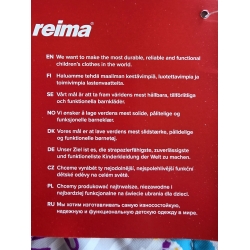 reima®
EN We want to make the most durable, reliable and functional
children's clothes in the world.
FI Haluamme tehdä maailman kestävimpiä, luotettavimpia ja
toimivimpia lastenvaatteita.
SE Vårt mål är att ta fram världens mest hållbara, tillförlitliga
och funktionella barnkläder.
NO Vi ønsker å lage verdens mest solide, pålitelige og
funksjonelle barneklær.
DK Vores mål er at lave verdens mest slidstærke, pålidelige
og funktionelle børnetøj.
DE Unser Ziel ist es, die strapazierfähigste, zuverlässigste
und funktionellste Kinderkleidung der Welt zu machen.
CZ Chceme vyrábět ty nejodolnější, nejspolehlivější funkční
dětské oděvy na celém světě.
PL Chcemy produkować najtrwalsze, niezawodne i
najbardziej funkcjonalne na świecie ubrania dla dzieci.
RU Мы хотим изготавливать самую износостойкую,
надежную и функциональную детскую одежду в мире.